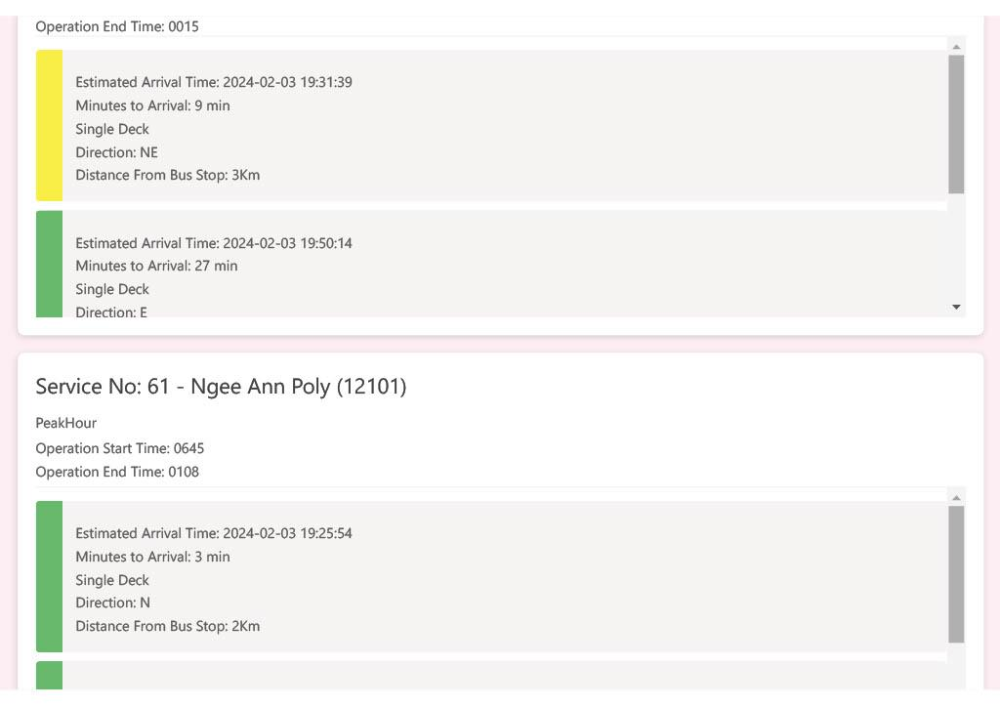 Operation End Time: 0015
Estimated Arrival Time: 2024-02-03 19:31:39
Minutes to Arrival: 9 min
Single Deck
Direction: NE
Distance From Bus Stop: 3Km
Estimated Arrival Time: 2024-02-03 19:50:14
Minutes to Arrival: 27 min
Single Deck
Direction: E
Service No: 61 - Ngee Ann Poly (12101)
PeakHour
Operation Start Time: 0645
Operation End Time: 0108
Estimated Arrival Time: 2024-02-03 19:25:54
Minutes to Arrival: 3 min
Single Deck
Direction: N
Distance From Bus Stop: 2Km